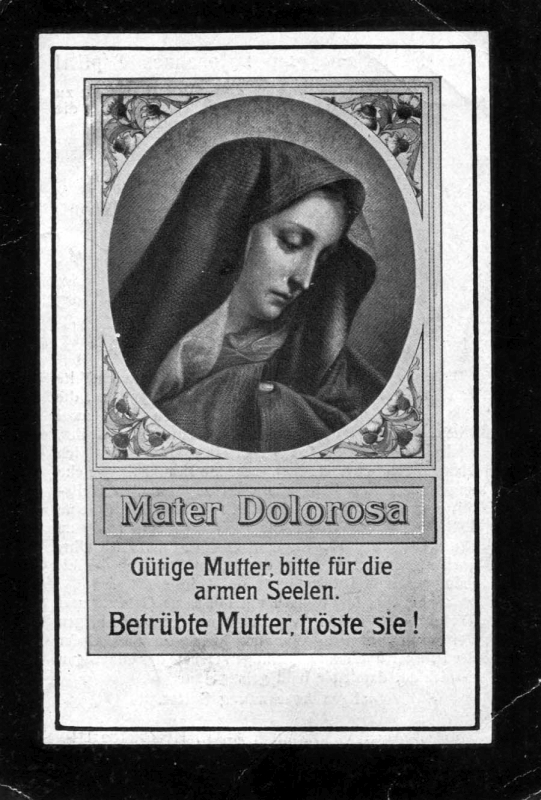 Mater Dolorosa
Gütige Mutter, bitte für die
armen Seelen.
Betrübte Mutter, tröste sie!